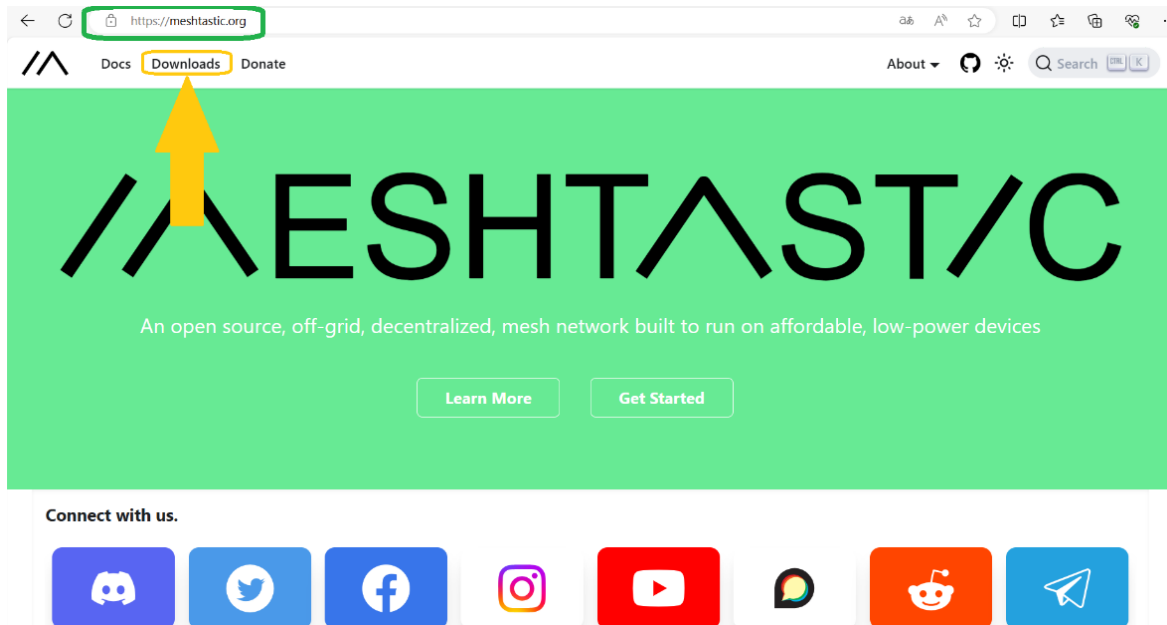 https://meshtastic.org
Docs Downloads Donate About Search CTRL K
MESHTASTIC
An open source, off-grid, decentralized, mesh network built to run on affordable, low-power devices
Learn More Get Started
Connect with us.